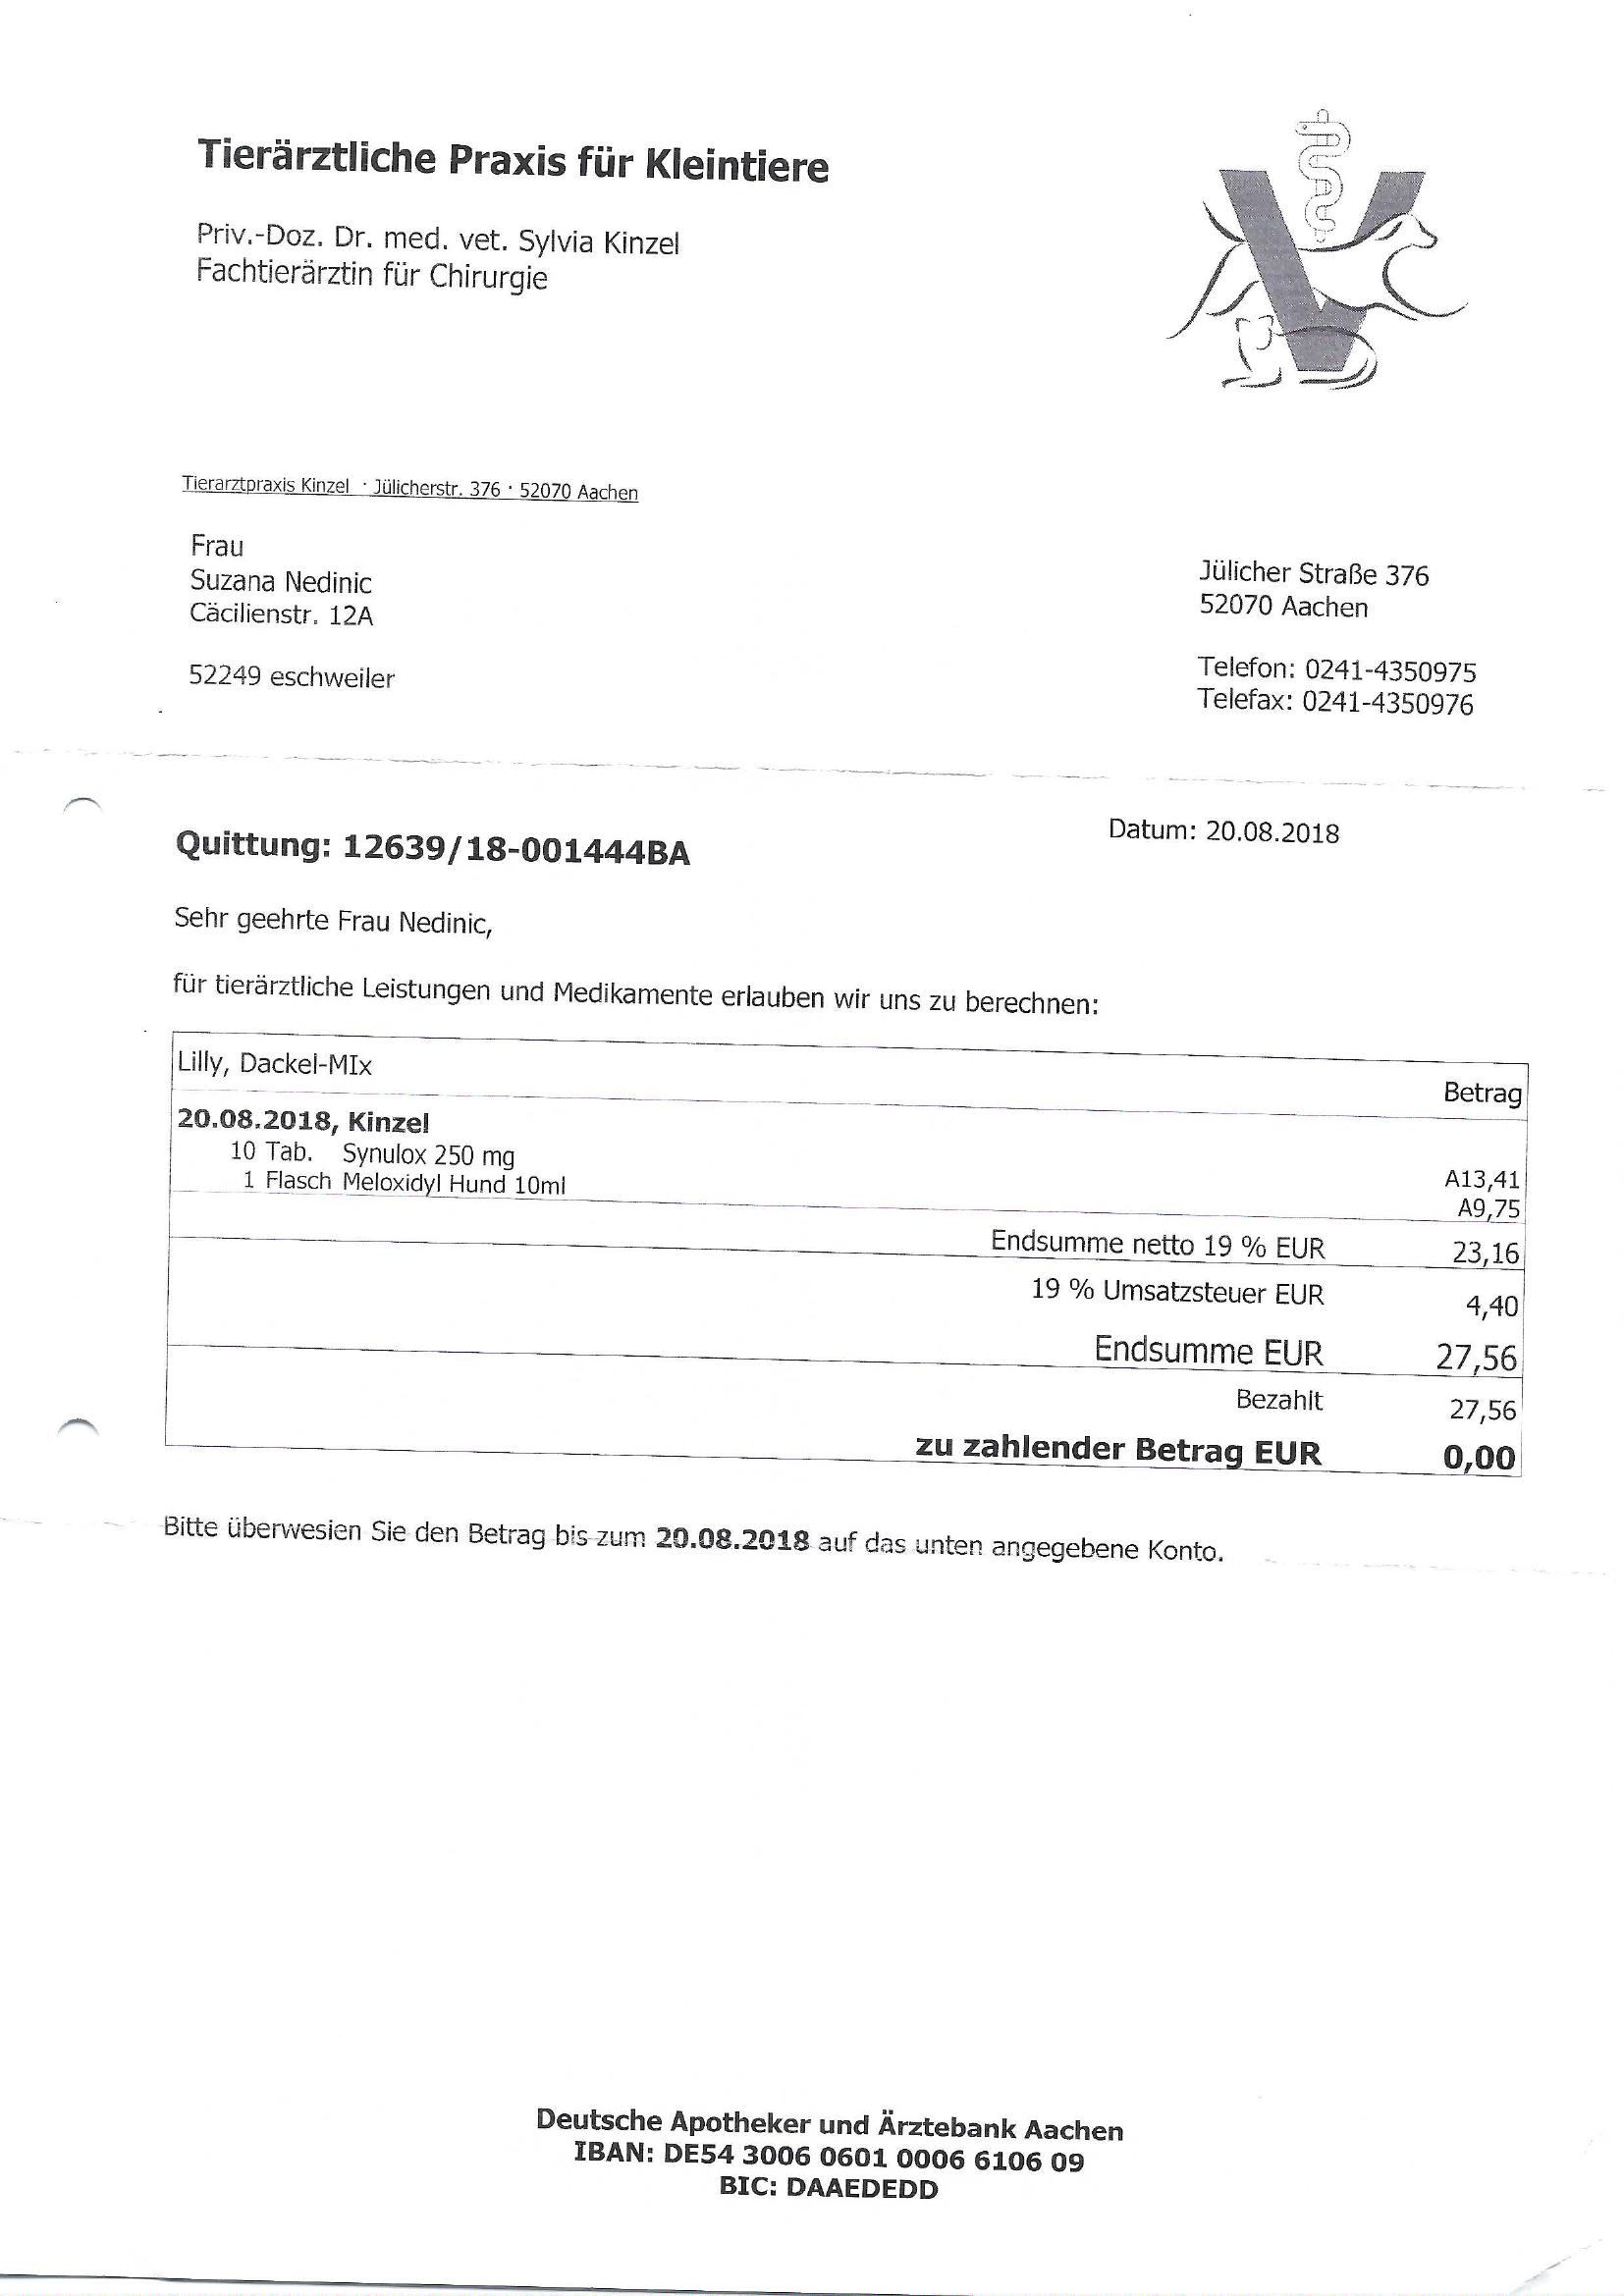 Tierärztliche Praxis für Kleintiere
Priv.-Doz. Dr. med. vet. Sylvia Kinzel
Fachtierärztin für Chirurgie
Tierarztpraxis Kinzel · Jülicherstr. 376 · 52070 Aachen
Frau
Suzana Nedinic
Cäcilienstr. 12A
52249 eschweiler
Jülicher Straße 376
52070 Aachen
Telefon: 0241-4350975
Telefax: 0241-4350976
Quittung: 12639/18-001444BA
Datum: 20.08.2018
Sehr geehrte Frau Nedinic,
für tierärztliche Leistungen und Medikamente erlauben wir uns zu berechnen:
Lilly, Dackel-MIx Betrag
20.08.2018, Kinzel
10 Tab. Synulox 250 mg A13,41
1 Flasch Meloxidyl Hund 10ml A9,75
Endsumme netto 19 % EUR 23,16
19 % Umsatzsteuer EUR 4,40
Endsumme EUR 27,56
Bezahlt 27,56
zu zahlender Betrag EUR 0,00
Bitte überwesien Sie den Betrag bis zum 20.08.2018 auf das unten angegebene Konto.
Deutsche Apotheker und Ärztebank Aachen
IBAN: DE54 3006 0601 0006 6106 09
BIC: DAAEDEDD